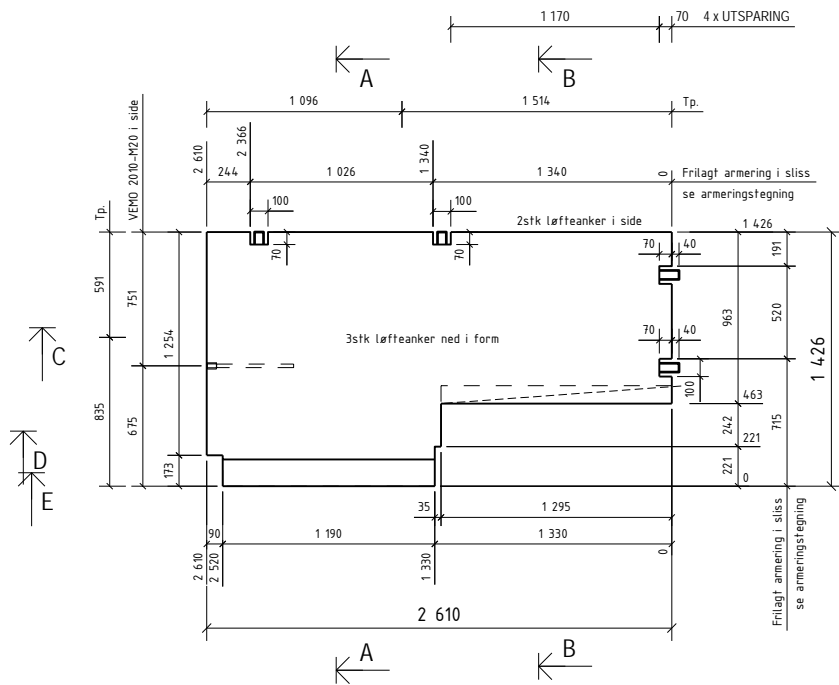 1 170
70
4 x UTSPARING
A
B
1 096
1 514
Tp.
Tp.
VEMO 2010-M20 i side
2 610
2 366
1 340
0
244
1 026
1 340
Frilagt armering i sliss
se armeringstegning
100
100
2stk løfteanker i side
1 426
70
70
70
40
191
591
751
1 254
963
520
3stk løfteanker ned i form
70
40
1 426
C
100
463
835
675
242
715
221
D
173
221
0
E
35
1 295
90
1 190
1 330
2 610
2 520
1 330
0
Frilagt armering i sliss
se armeringstegning
2 610
A
B